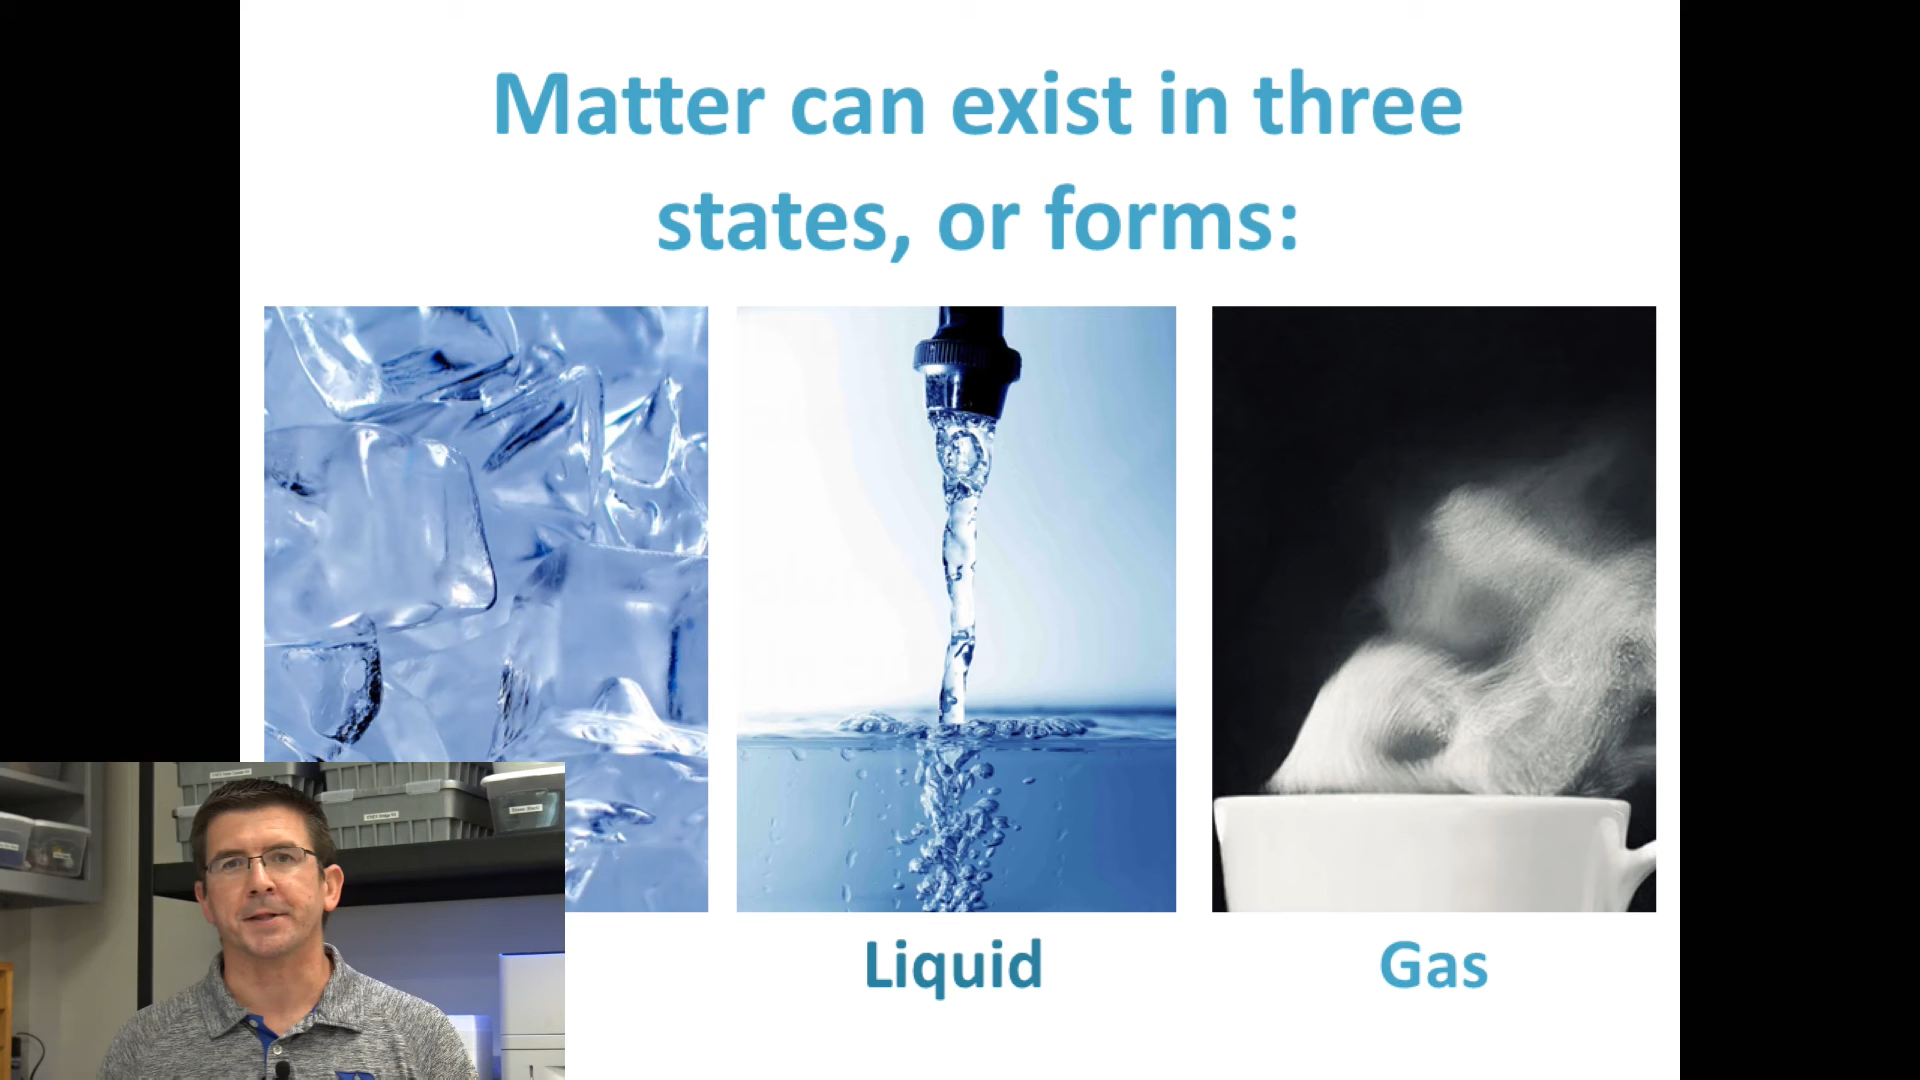 Matter can exist in three
states, or forms:
Liquid
Gas